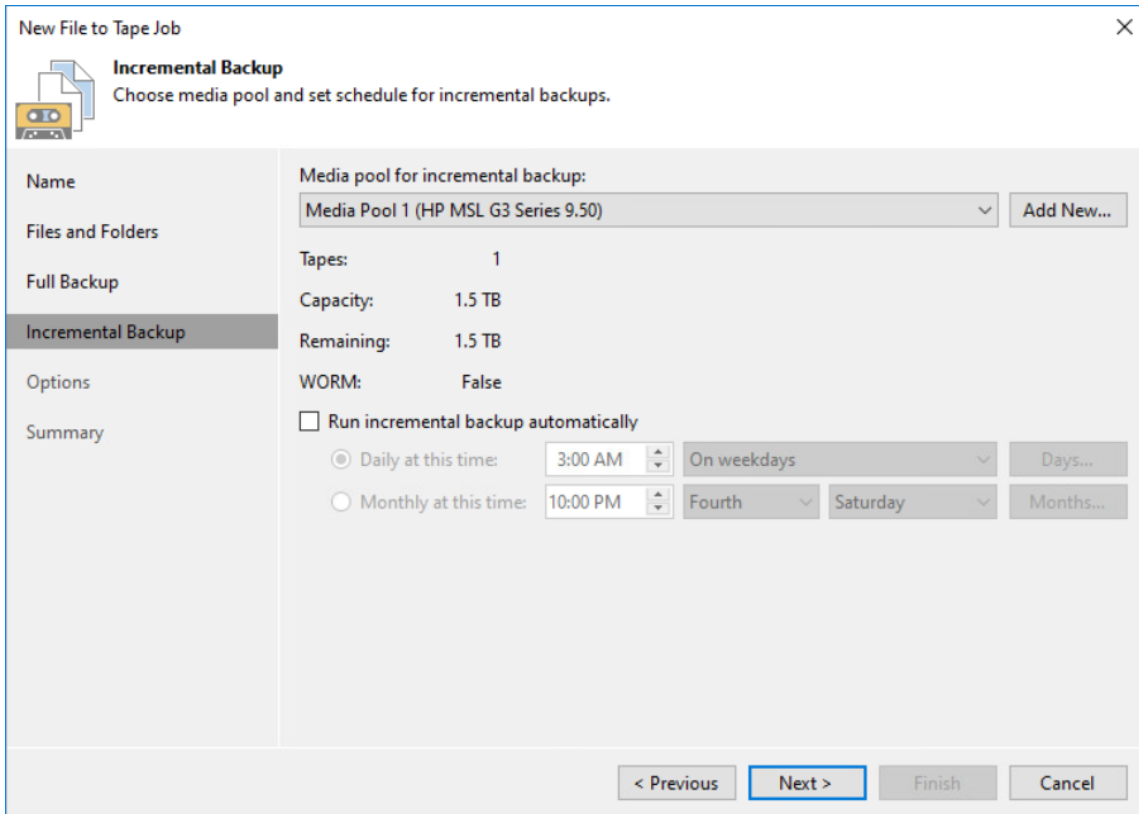 New File to Tape Job
Incremental Backup
Choose media pool and set schedule for incremental backups.
Name
Files and Folders
Full Backup
Incremental Backup
Options
Summary
Media pool for incremental backup:
Media Pool 1 (HP MSL G3 Series 9.50) Add New...
Tapes: 1
Capacity: 1.5 TB
Remaining: 1.5 TB
WORM: False
Run incremental backup automatically
Daily at this time: 3:00 AM On weekdays Days...
Monthly at this time: 10:00 PM Fourth Saturday Months...
< Previous Next > Finish Cancel